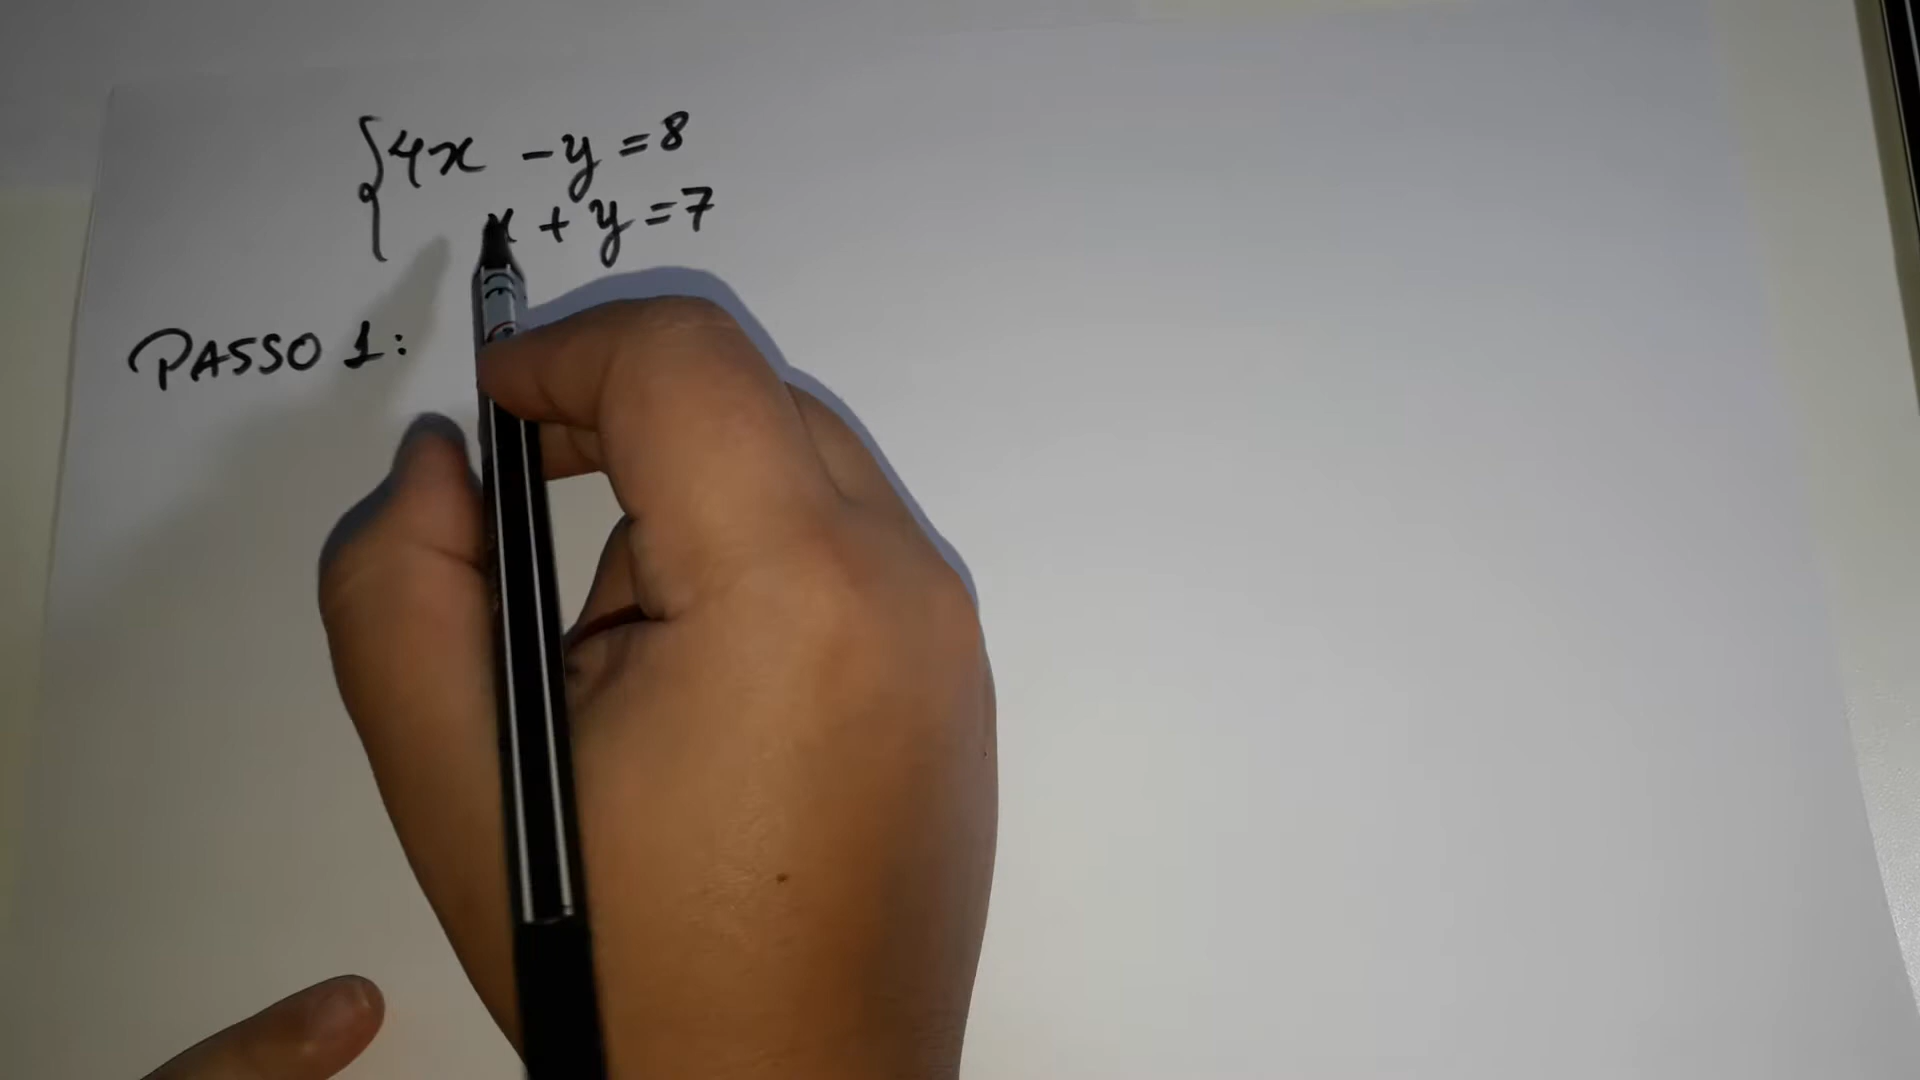 {4x - y = 8
x + y = 7
PASSO 1: